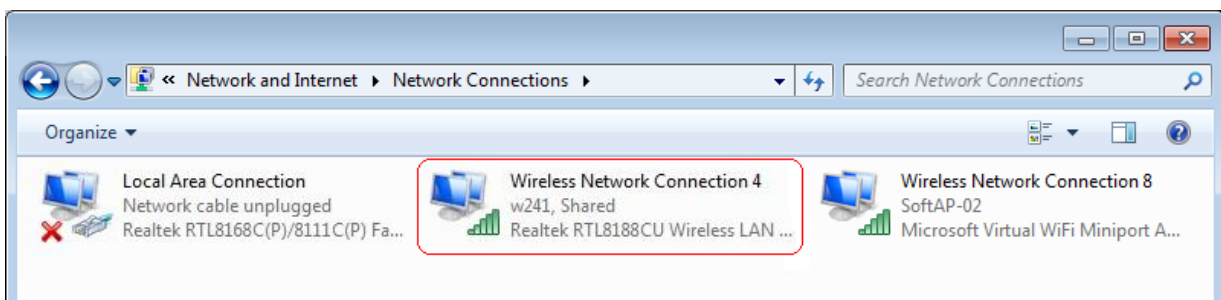 « Network and Internet Network Connections
Search Network Connections
Organize
Local Area Connection
Network cable unplugged
Realtek RTL8168C(P)/8111C(P) Fa...
Wireless Network Connection 4
w241, Shared
Realtek RTL8188CU Wireless LAN ...
Wireless Network Connection 8
SoftAP-02
Microsoft Virtual WiFi Miniport A...